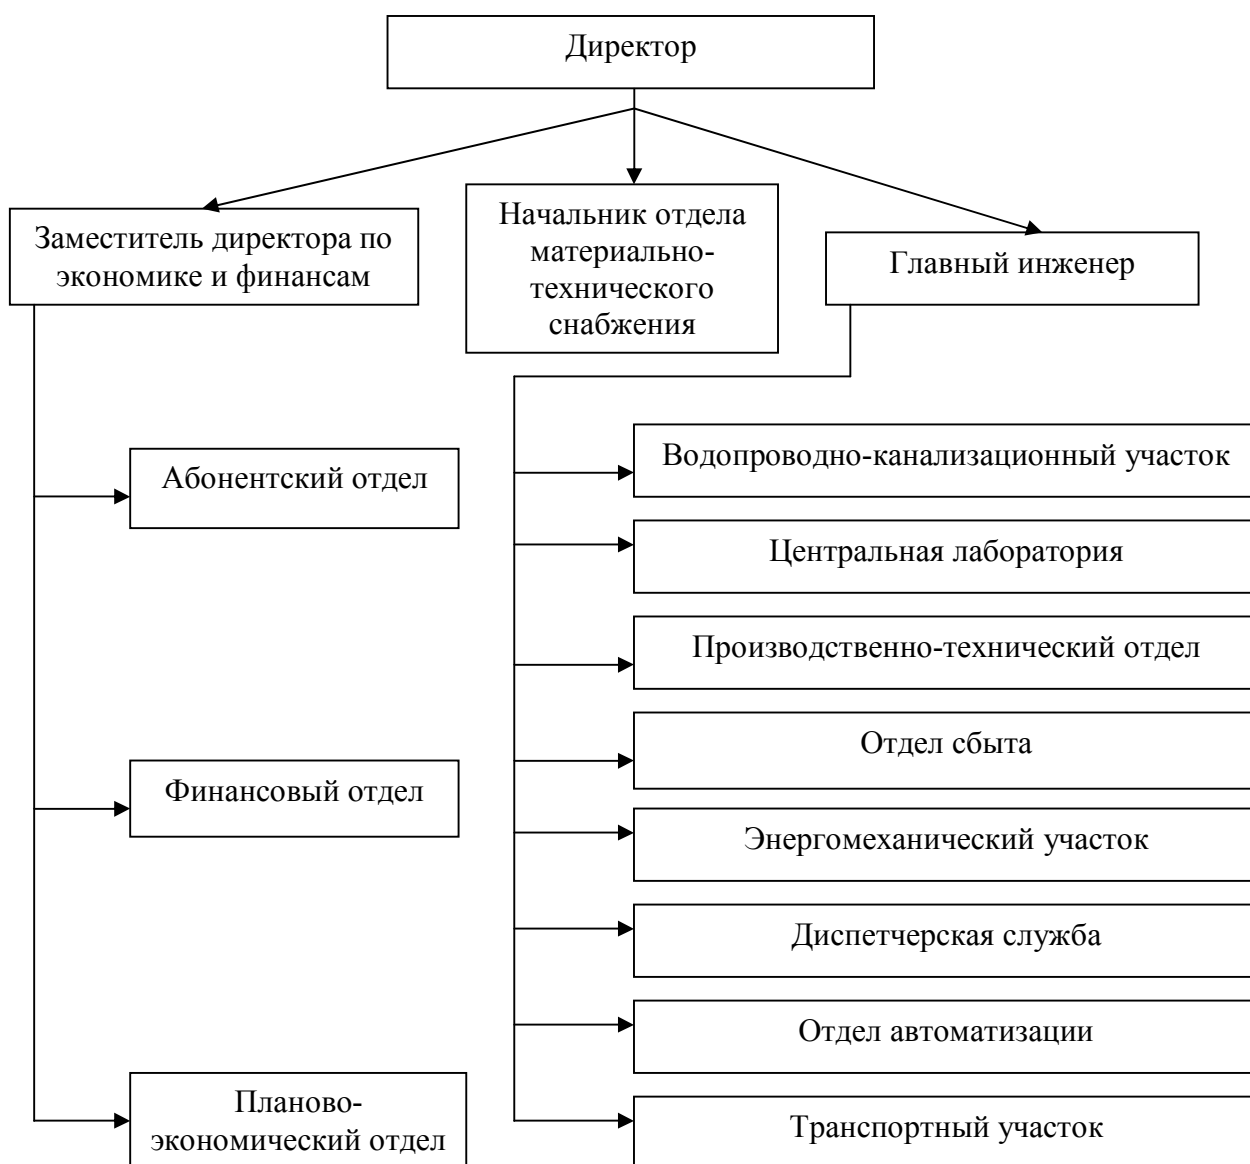 Директор
Заместитель директора по
экономике и финансам
Начальник отдела
материально-
технического
снабжения
Главный инженер
Абонентский отдел
Финансовый отдел
Планово-
экономический отдел
Водопроводно-канализационный участок
Центральная лаборатория
Производственно-технический отдел
Отдел сбыта
Энергомеханический участок
Диспетчерская служба
Отдел автоматизации
Транспортный участок